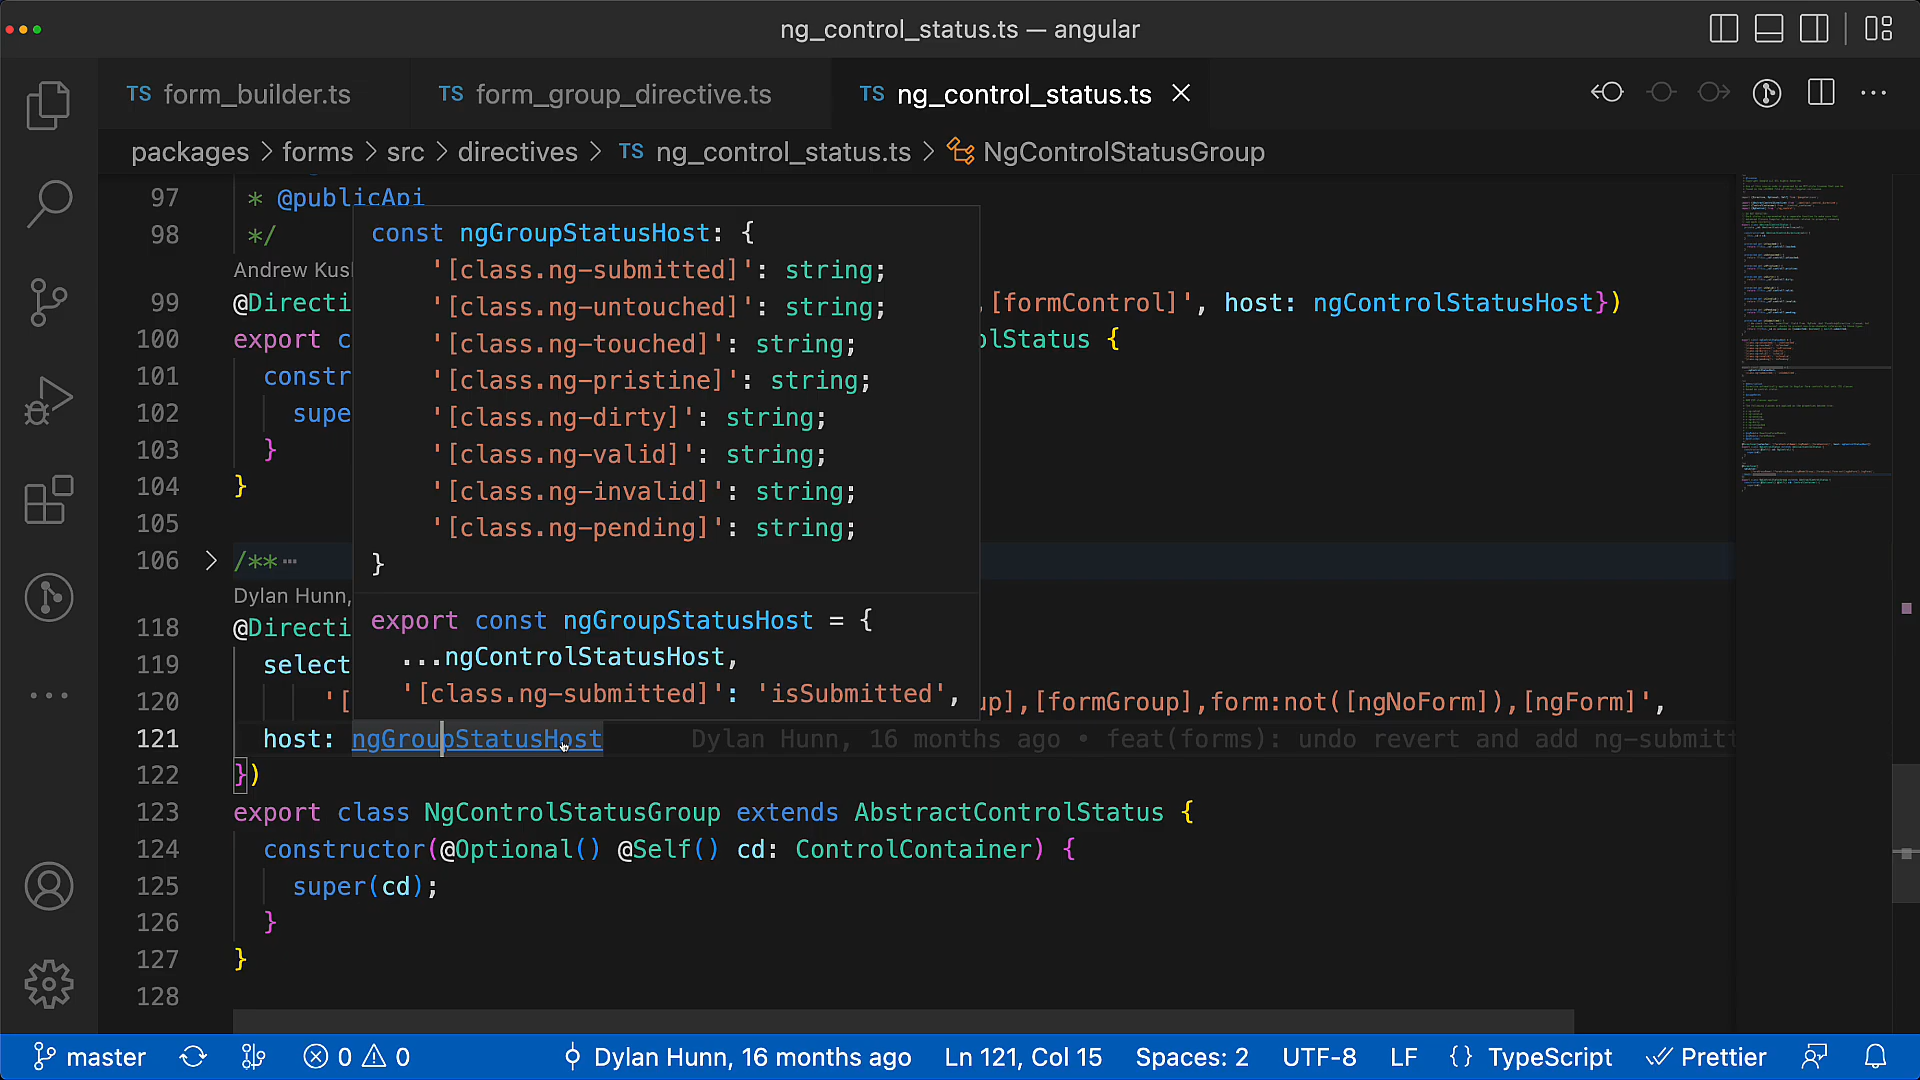 ng_control_status.ts — angular
TS form_builder.ts
TS form_group_directive.ts
TS ng_control_status.ts
packages > forms > src > directives > TS ng_control_status.ts > NgControlStatusGroup
97 * @publicApi
98 */
Andrew Kus
99 @Directi ,[formControl]', host: ngControlStatusHost})
100 export c olStatus {
101 constr
102 super
103 }
104 }
105
106 > /** ⋯
Dylan Hunn,
118 @Directi
119 select
120 '[ up],[formGroup],form:not([ngNoForm]),[ngForm]',
121 host: ngGroupStatusHost Dylan Hunn, 16 months ago • feat(forms): undo revert and add ng-submitt
122 })
123 export class NgControlStatusGroup extends AbstractControlStatus {
124 constructor(@Optional() @Self() cd: ControlContainer) {
125 super(cd);
126 }
127 }
128
const ngGroupStatusHost: {
'[class.ng-submitted]': string;
'[class.ng-untouched]': string;
'[class.ng-touched]': string;
'[class.ng-pristine]': string;
'[class.ng-dirty]': string;
'[class.ng-valid]': string;
'[class.ng-invalid]': string;
'[class.ng-pending]': string;
}
export const ngGroupStatusHost = {
...ngControlStatusHost,
'[class.ng-submitted]': 'isSubmitted',
master 0 0 Dylan Hunn, 16 months ago Ln 121, Col 15 Spaces: 2 UTF-8 LF {} TypeScript Prettier